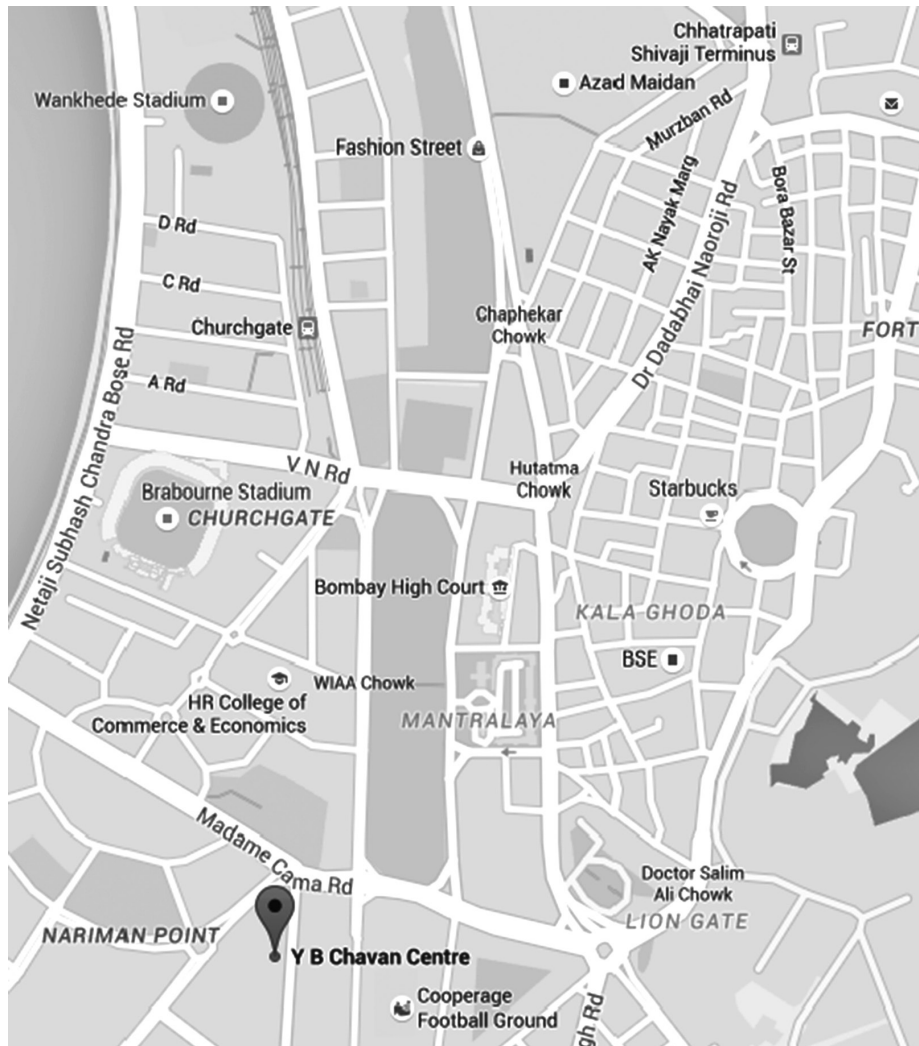 Chhatrapati
Shivaji Terminus
Azad Maidan
Wankhede Stadium
Murzban Rd
Fashion Street
AK Nayak Marg
Bora Bazar St
Dr Dadabhai Naoroji Rd
D Rd
C Rd
Chaphekar
Chowk
Churchgate
FORT
A Rd
Netaji Subhash Chandra Bose Rd
V N Rd
Hutatma
Chowk
Brabourne Stadium
CHURCHGATE
Starbucks
Bombay High Court
KALA GHODA
BSE
WIAA Chowk
HR College of
Commerce & Economics
MANTRALAYA
Madame Cama Rd
Doctor Salim
Ali Chowk
LION GATE
NARIMAN POINT
Y B Chavan Centre
Cooperage
Football Ground
gh Rd